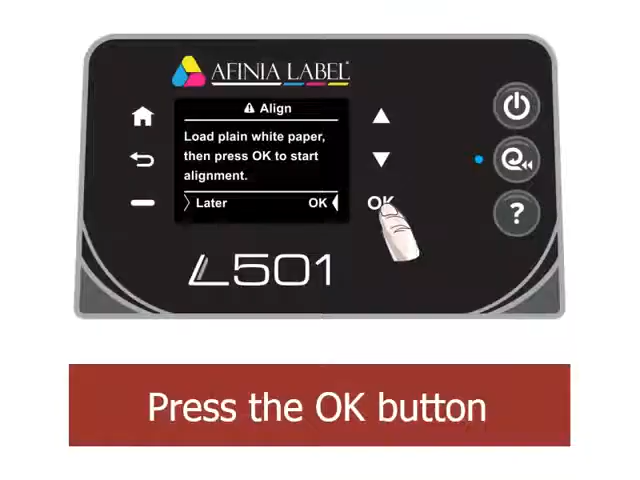 AFINIA LABEL®
Align
Load plain white paper,
then press OK to start
alignment.
Later OK
OK
?
L501
Press the OK button